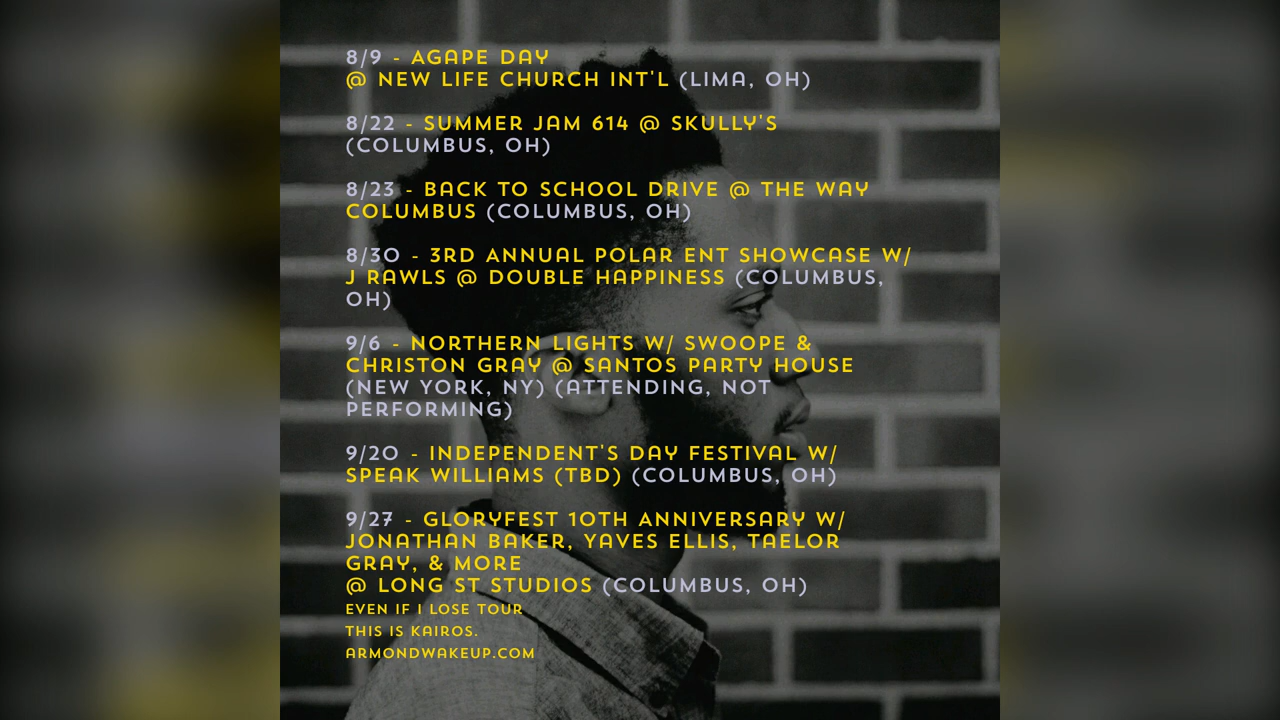 8/9 - AGAPE DAY
@ NEW LIFE CHURCH INT'L (LIMA, OH)
8/22 - SUMMER JAM 614 @ SKULLY'S
(COLUMBUS, OH)
8/23 - BACK TO SCHOOL DRIVE @ THE WAY
COLUMBUS (COLUMBUS, OH)
8/30 - 3RD ANNUAL POLAR ENT SHOWCASE W/
J RAWLS @ DOUBLE HAPPINESS (COLUMBUS,
OH)
9/6 - NORTHERN LIGHTS W/ SWOOPE &
CHRISTON GRAY @ SANTOS PARTY HOUSE
(NEW YORK, NY) (ATTENDING, NOT
PERFORMING)
9/20 - INDEPENDENT'S DAY FESTIVAL W/
SPEAK WILLIAMS (TBD) (COLUMBUS, OH)
9/27 - GLORYFEST 10TH ANNIVERSARY W/
JONATHAN BAKER, YAVES ELLIS, TAELOR
GRAY, & MORE
@ LONG ST STUDIOS (COLUMBUS, OH)
EVEN IF I LOSE TOUR
THIS IS KAIROS.
ARMONDWAKEUP.COM